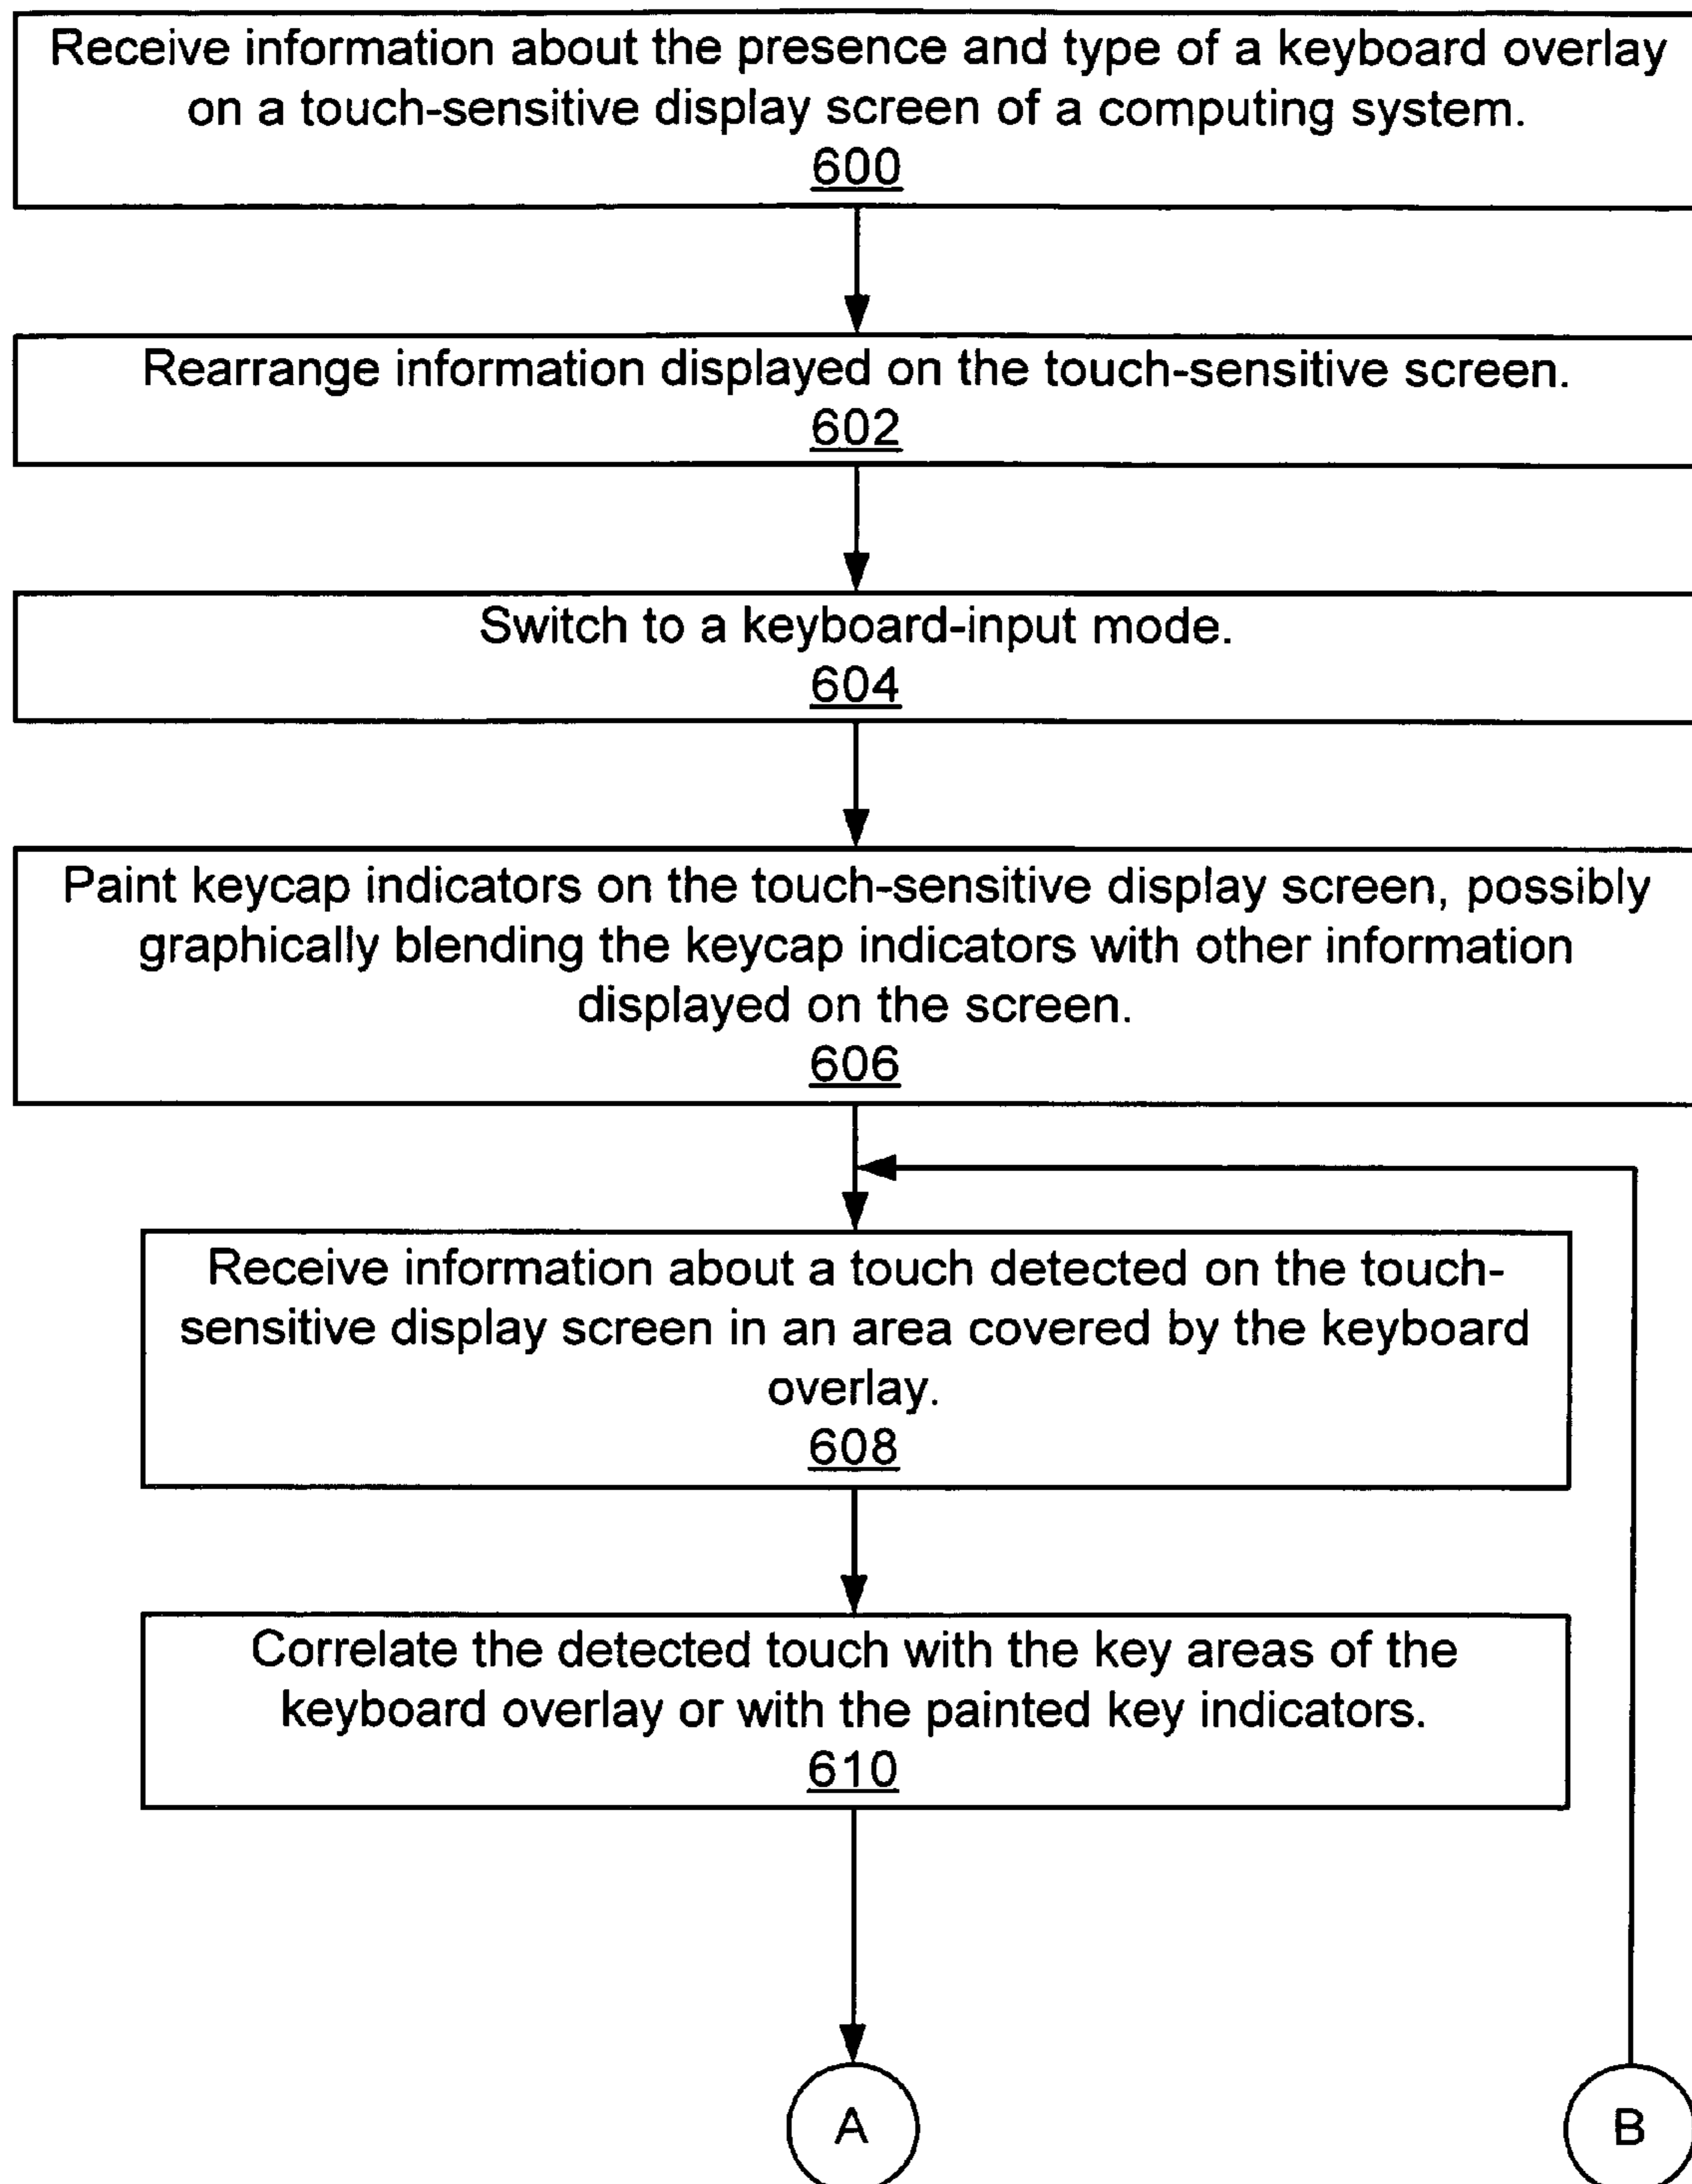 Receive information about the presence and type of a keyboard overlay
on a touch-sensitive display screen of a computing system.
600
Rearrange information displayed on the touch-sensitive screen.
602
Switch to a keyboard-input mode.
604
Paint keycap indicators on the touch-sensitive display screen, possibly
graphically blending the keycap indicators with other information
displayed on the screen.
606
Receive information about a touch detected on the touch-
sensitive display screen in an area covered by the keyboard
overlay.
608
Correlate the detected touch with the key areas of the
keyboard overlay or with the painted key indicators.
610
A
B